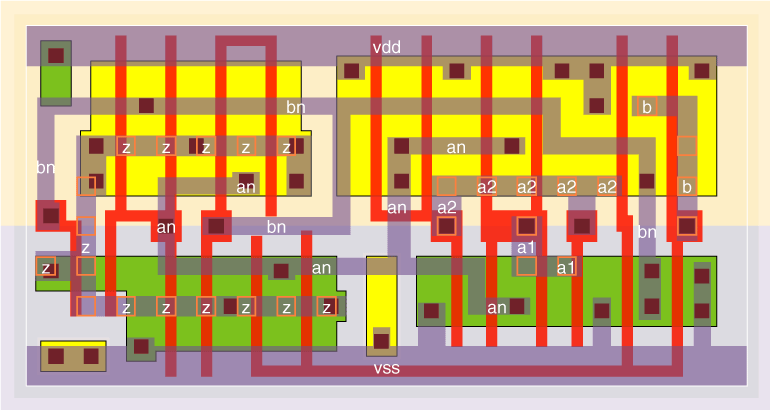 vdd
bn b
z z z z z an
bn an a2 a2 a2 a2 b
an a2
an bn bn
z a1
z an a1
z z z z z z an
vss